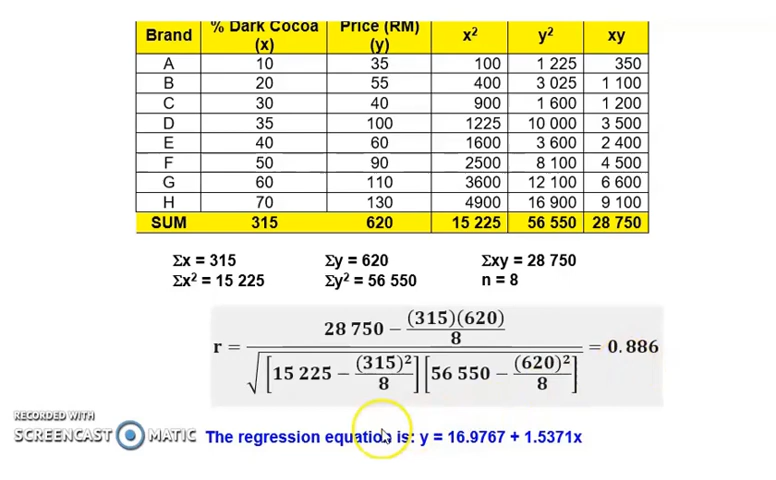 Brand % Dark Cocoa (x) Price (RM) (y) x² y² xy
A 10 35 100 1 225 350
B 20 55 400 3 025 1 100
C 30 40 900 1 600 1 200
D 35 100 1225 10 000 3 500
E 40 60 1600 3 600 2 400
F 50 90 2500 8 100 4 500
G 60 110 3600 12 100 6 600
H 70 130 4900 16 900 9 100
SUM 315 620 15 225 56 550 28 750
Σx = 315 Σy = 620 Σxy = 28 750
Σx² = 15 225 Σy² = 56 550 n = 8
r = (28 750 − (315)(620)/8) / √([15 225 − (315)²/8][56 550 − (620)²/8]) = 0.886
RECORDED WITH
SCREENCAST MATIC
The regression equation is: y = 16.9767 + 1.5371x